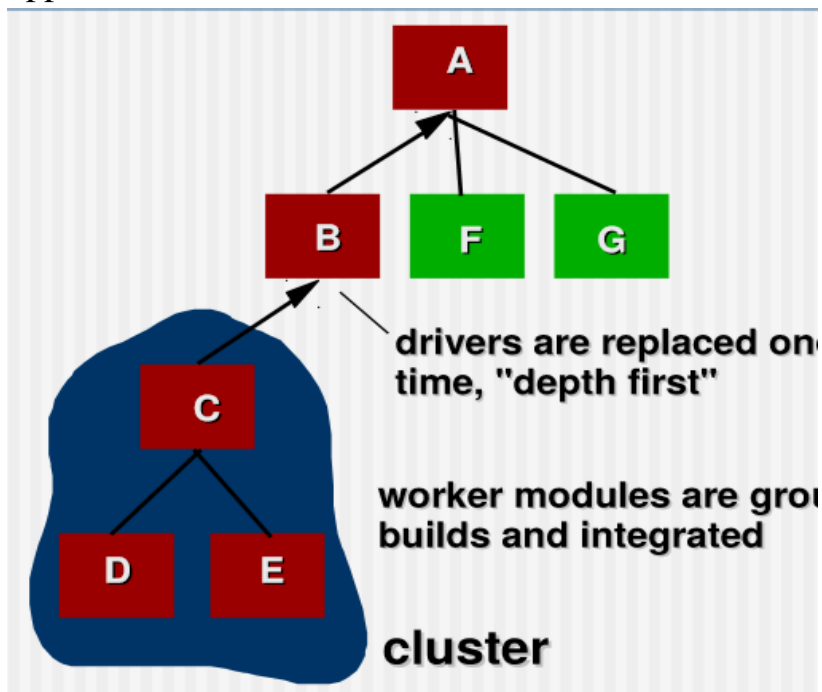 A
B
F
G
drivers are replaced
time, "depth first"
C
worker modules are
builds and integrated
D
E
cluster